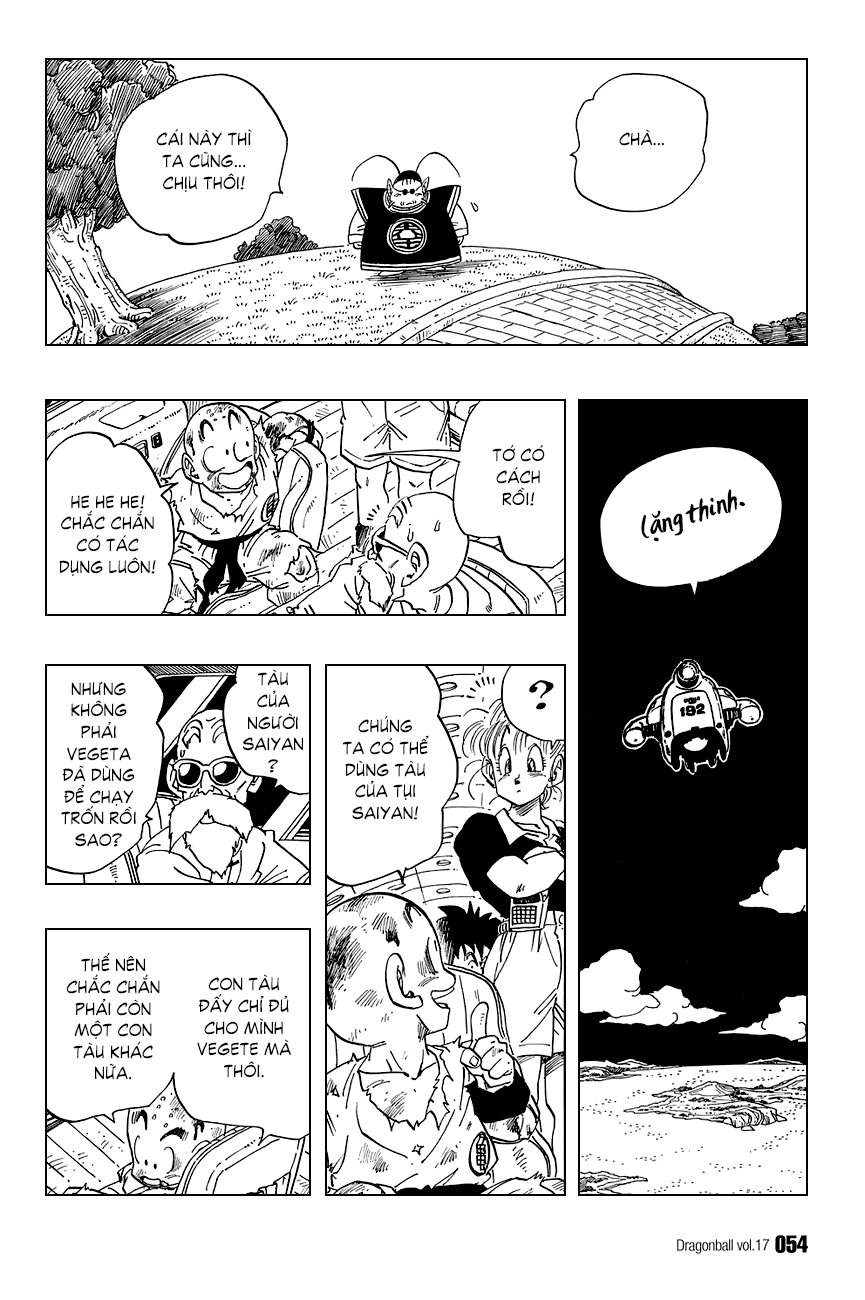 CHÀ...
CÁI NÀY THÌ
TA CŨNG...
CHỊU THÔI!
lặng thinh.
192
TỚ CÓ
CÁCH
RỒI!
HE HE HE!
CHẮC CHẮN
CÓ TÁC
DỤNG LUÔN!
?
CHÚNG
TA CÓ THỂ
DÙNG TÀU
CỦA TỤI
SAIYAN!
TÀU
CỦA
NGƯỜI
SAIYAN
?
NHƯNG
KHÔNG
PHẢI
VEGETA
ĐÃ DÙNG
ĐỂ CHẠY
TRỐN RỒI
SAO?
CON TÀU
ĐẤY CHỈ ĐỦ
CHO MÌNH
VEGETE MÀ
THÔI.
THẾ NÊN
CHẮC CHẮN
PHẢI CÒN
MỘT CON
TÀU KHÁC
NỮA.
Dragonball vol.17 054